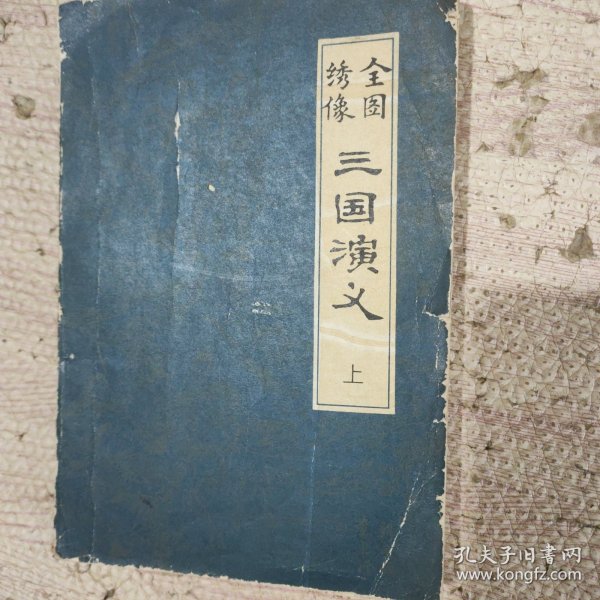 全图
绣像
三国演义
上
孔夫子旧书网
www.kongfz.com